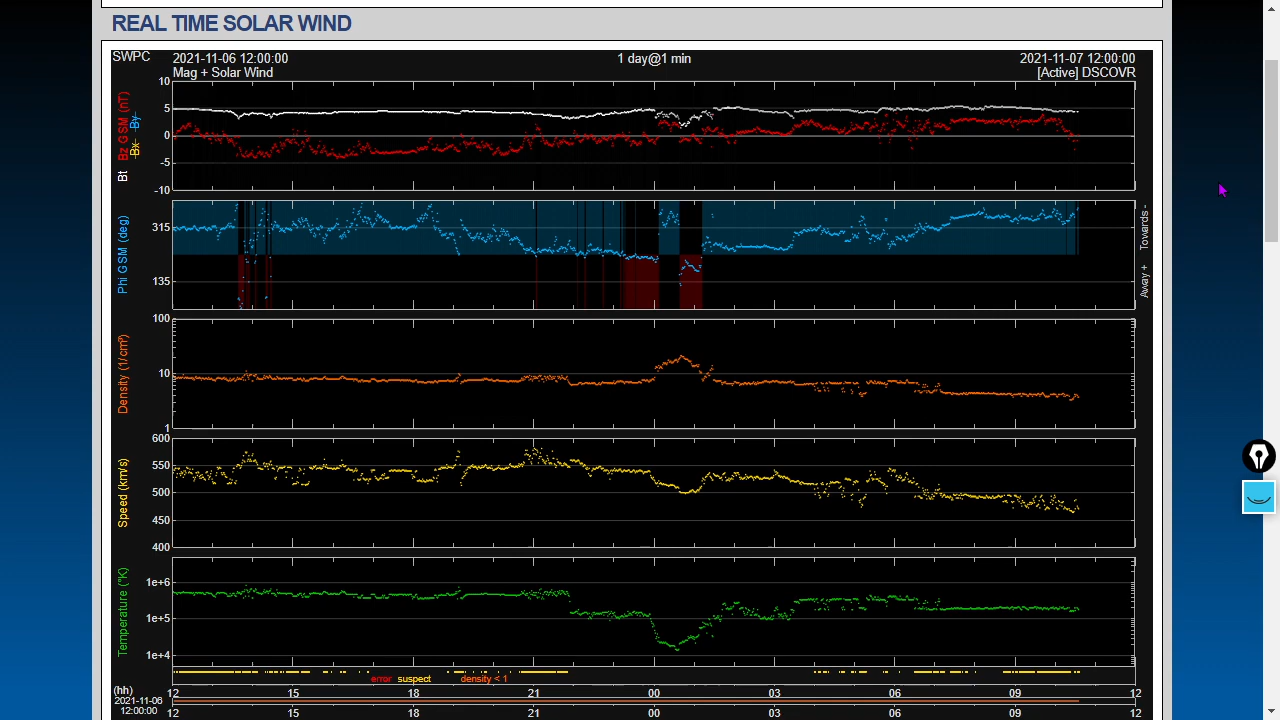 REAL TIME SOLAR WIND
SWPC 2021-11-06 12:00:00 1 day@1 min 2021-11-07 12:00:00
Mag + Solar Wind [Active] DSCOVR
Bt -Bx- Bz GSM (nT) -By-
10
5
0
-5
-10
Phi GSM (deg)
315
135
Away + Towards -
Density (1/cm³)
100
10
1
Speed (km/s)
600
550
500
450
400
Temperature (°K)
1e+6
1e+5
1e+4
error suspect density < 1
(hh) 12 15 18 21 00 03 06 09 12
2021-11-06
12:00:00 12 15 18 21 00 03 06 09 12